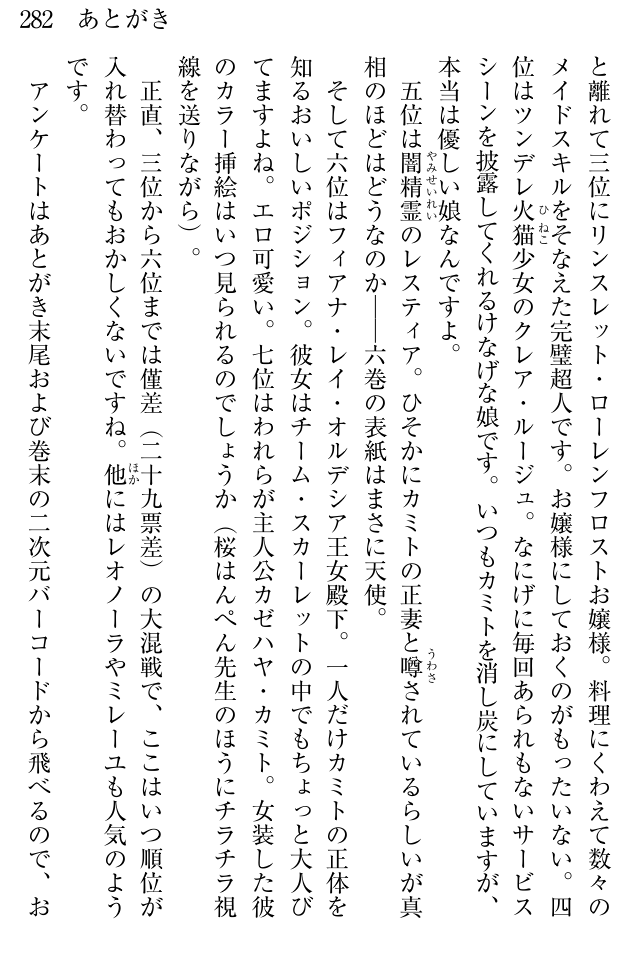 282 あとがき
と離れて三位にリンスレット・ローレンフロストお嬢様。料理にくわえて数々の
メイドスキルをそなえた完璧超人です。お嬢様にしておくのがもったいない。四
位はツンデレ火猫少女のクレア・ルージュ。なにげに毎回あられもないサービス
シーンを披露してくれるけなげな娘です。いつもカミトを消し炭にしていますが、
本当は優しい娘なんですよ。
五位は闇精霊のレスティア。ひそかにカミトの正妻と噂されているらしいが真
相のほどはどうなのか――六巻の表紙はまさに天使。
そして六位はフィアナ・レイ・オルデシア王女殿下。一人だけカミトの正体を
知るおいしいポジション。彼女はチーム・スカーレットの中でもちょっと大人び
てますよね。エロ可愛い。七位はわれらが主人公カゼハヤ・カミト。女装した彼
のカラー挿絵はいつ見られるのでしょうか（桜はんぺん先生のほうにチラチラ視
線を送りながら）。
正直、三位から六位までは僅差（二十九票差）の大混戦で、ここはいつ順位が
入れ替わってもおかしくないですね。他にはレオノーラやミレーユも人気のよう
です。
アンケートはあとがき末尾および巻末の二次元バーコードから飛べるので、お
ひねこ
やみせいれい
うわさ
ほか